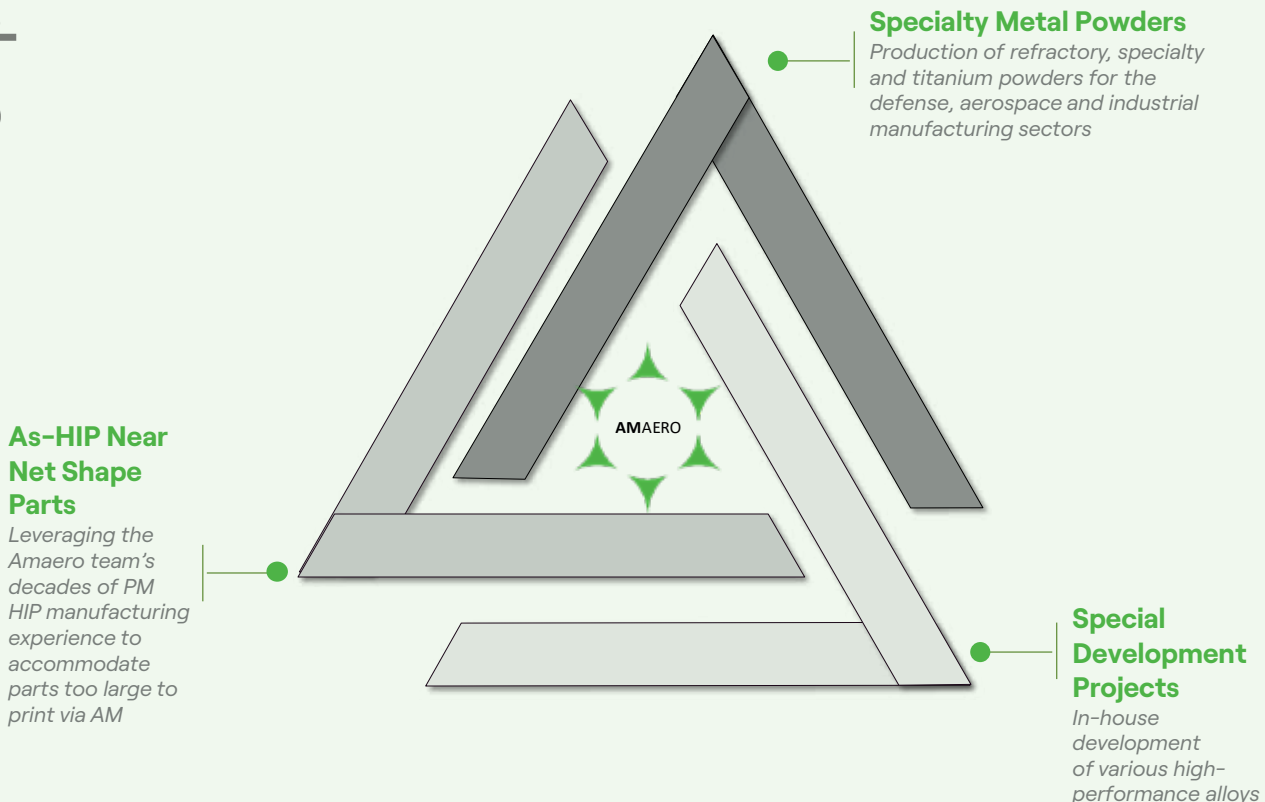 Specialty Metal Powders
Production of refractory, specialty
and titanium powders for the
defense, aerospace and industrial
manufacturing sectors
AMAERO
As-HIP Near
Net Shape
Parts
Leveraging the
Amaero team’s
decades of PM
HIP manufacturing
experience to
accommodate
parts too large to
print via AM
Special
Development
Projects
In-house
development
of various high-
performance alloys